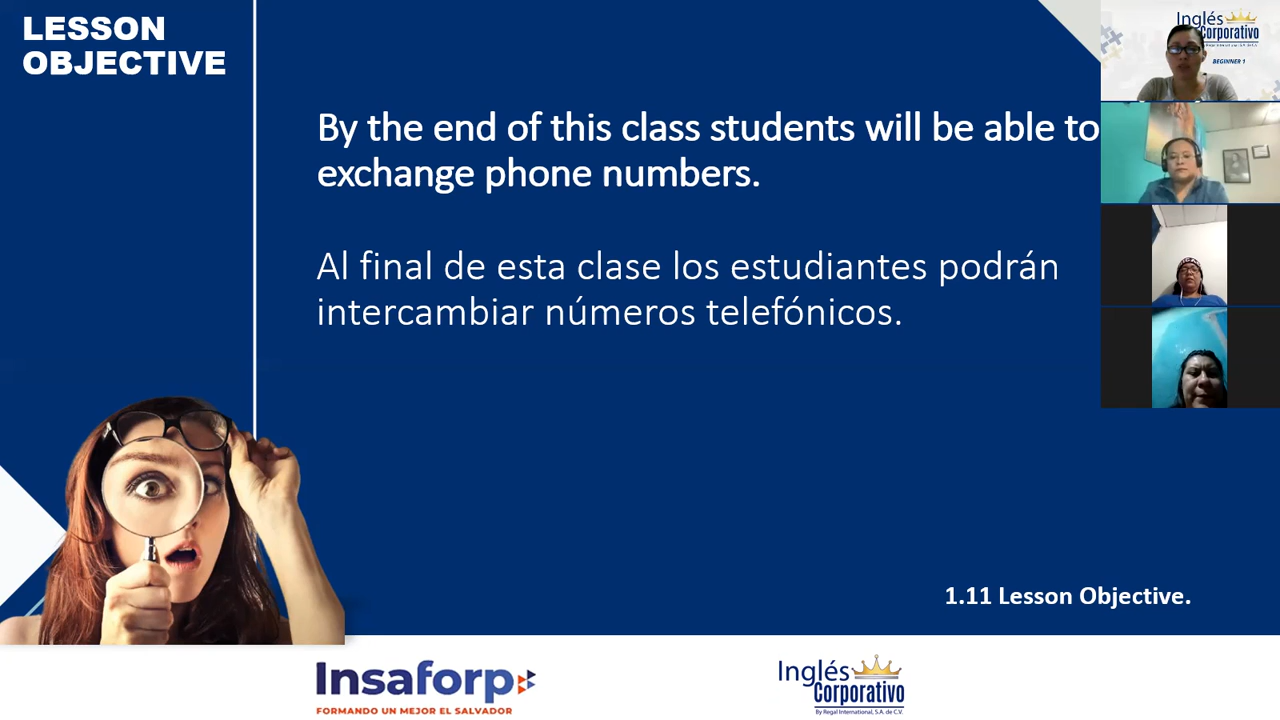 LESSON
OBJECTIVE
By the end of this class students will be able to
exchange phone numbers.
Al final de esta clase los estudiantes podrán
intercambiar números telefónicos.
1.11 Lesson Objective.
Insaforp
FORMANDO UN MEJOR EL SALVADOR
Inglés
Corporativo
By Regal International, S.A. de C.V.
Inglés
Corporativo
BEGINNER 1